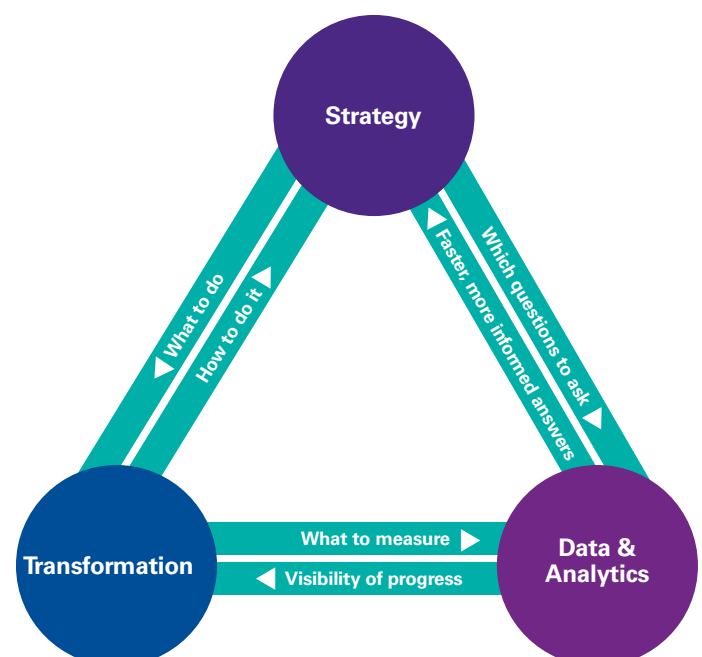 Strategy
What to do
How to do it
Which questions to ask
Faster, more informed answers
Transformation
What to measure
Visibility of progress
Data &
Analytics